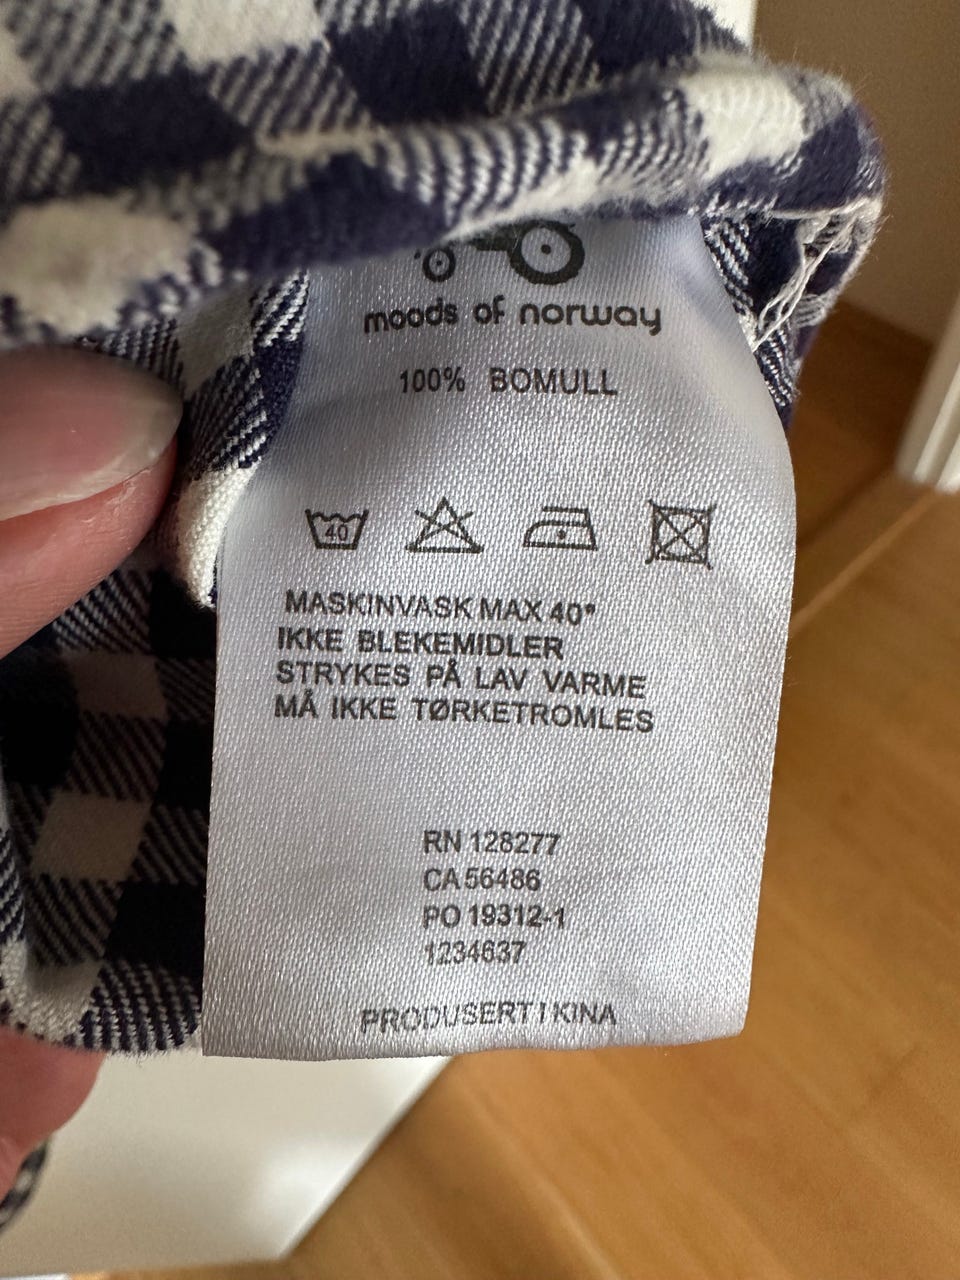 moods of norway
100% BOMULL
40
MASKINVASK MAX 40°
IKKE BLEKEMIDLER
STRYKES PÅ LAV VARME
MÅ IKKE TØRKETROMLES
RN 128277
CA 56486
PO 19312-1
1234637
PRODUSERT I KINA